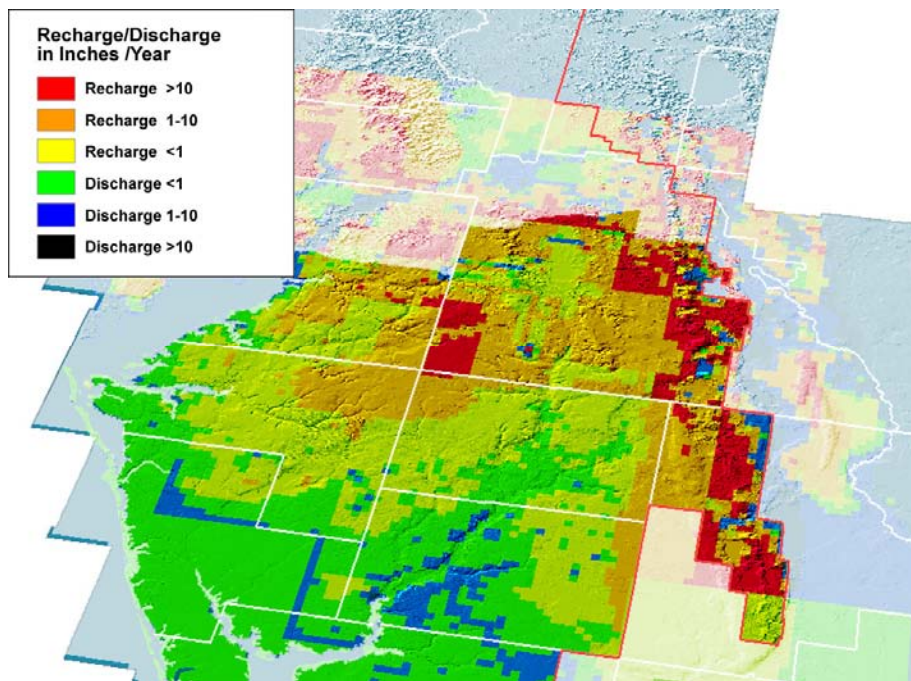 Recharge/Discharge
in Inches /Year
Recharge >10
Recharge 1-10
Recharge <1
Discharge <1
Discharge 1-10
Discharge >10